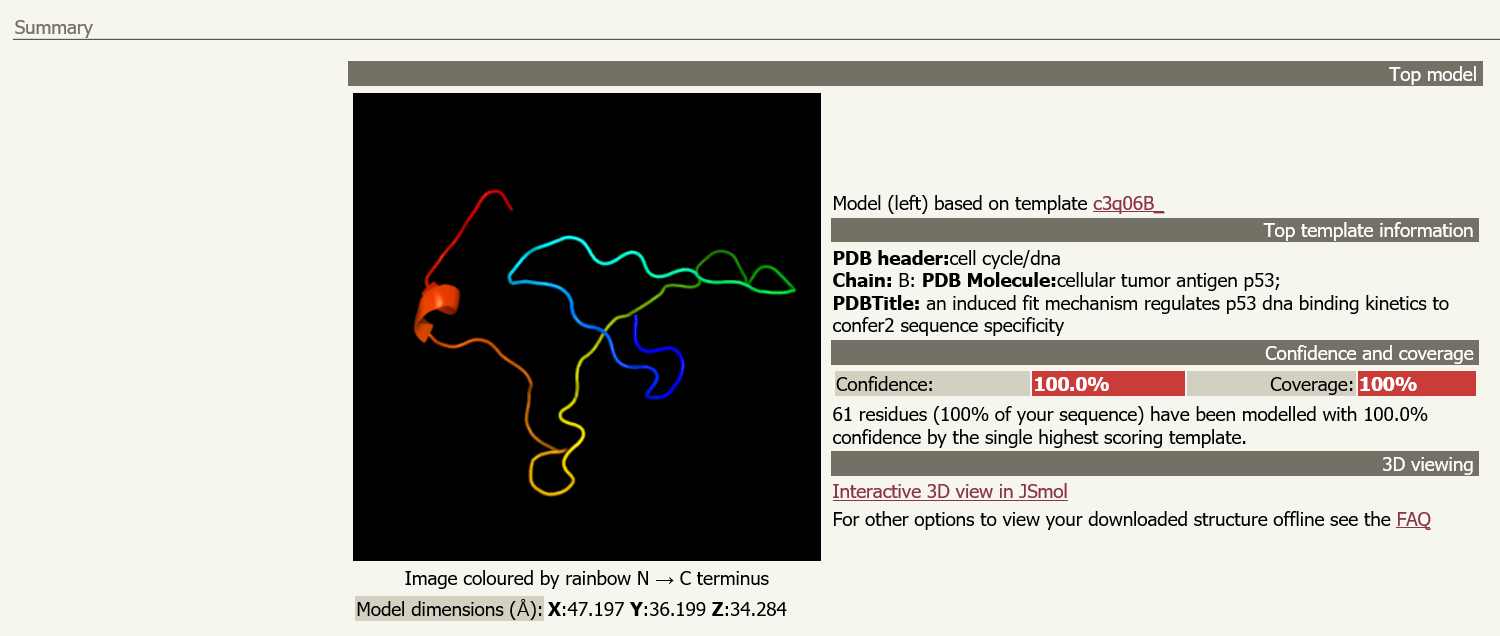 Summary
Top model
Model (left) based on template c3q06B_
Top template information
PDB header:cell cycle/dna
Chain: B: PDB Molecule:cellular tumor antigen p53;
PDBTitle: an induced fit mechanism regulates p53 dna binding kinetics to
confer2 sequence specificity
Confidence and coverage
Confidence: 100.0% Coverage: 100%
61 residues (100% of your sequence) have been modelled with 100.0%
confidence by the single highest scoring template.
3D viewing
Interactive 3D view in JSmol
For other options to view your downloaded structure offline see the FAQ
Image coloured by rainbow N → C terminus
Model dimensions (Å): X:47.197 Y:36.199 Z:34.284